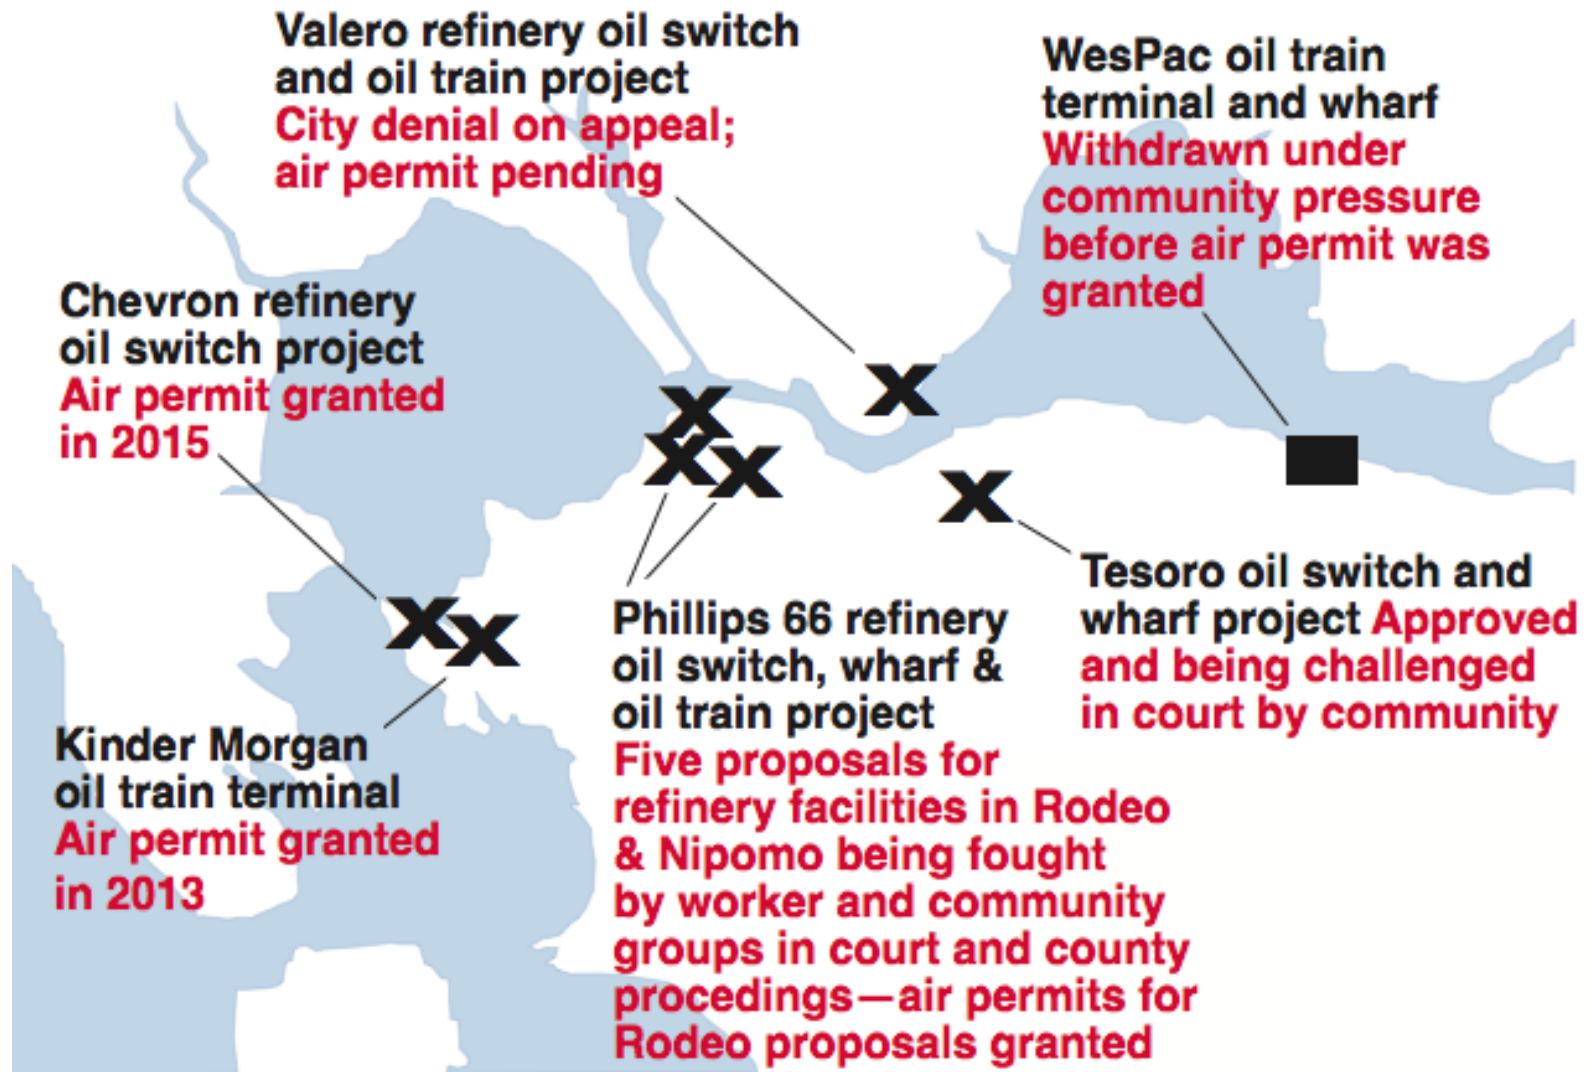 Valero refinery oil switch
and oil train project
City denial on appeal;
air permit pending
WesPac oil train
terminal and wharf
Withdrawn under
community pressure
before air permit was
granted
Chevron refinery
oil switch project
Air permit granted
in 2015
Kinder Morgan
oil train terminal
Air permit granted
in 2013
Phillips 66 refinery
oil switch, wharf &
oil train project
Five proposals for
refinery facilities in Rodeo
& Nipomo being fought
by worker and community
groups in court and county
procedings—air permits for
Rodeo proposals granted
Tesoro oil switch and
wharf project Approved
and being challenged
in court by community